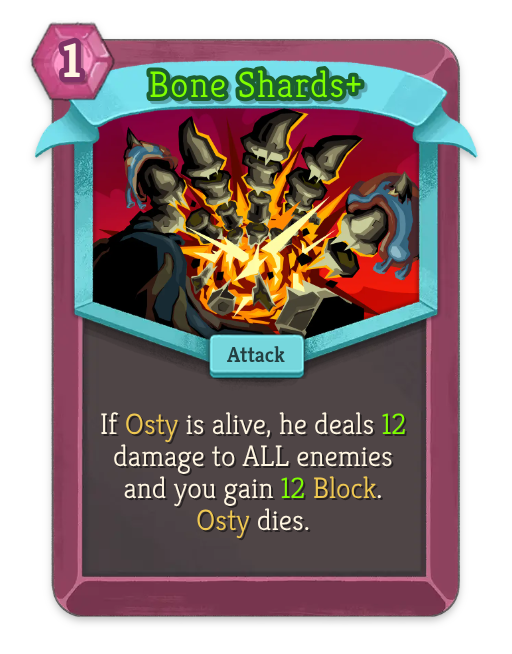 1
Bone Shards+
Attack
If Osty is alive, he deals 12
damage to ALL enemies
and you gain 12 Block.
Osty dies.